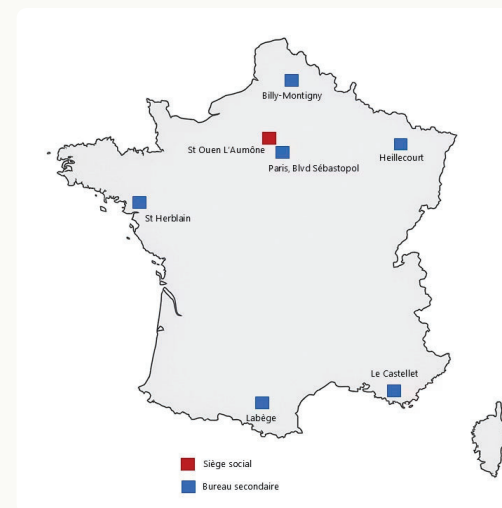 Billy-Montigny
St Ouen L'Aumône
Heillecourt
Paris, Blvd Sébastopol
St Herblain
Le Castellet
Labège
Siège social
Bureau secondaire